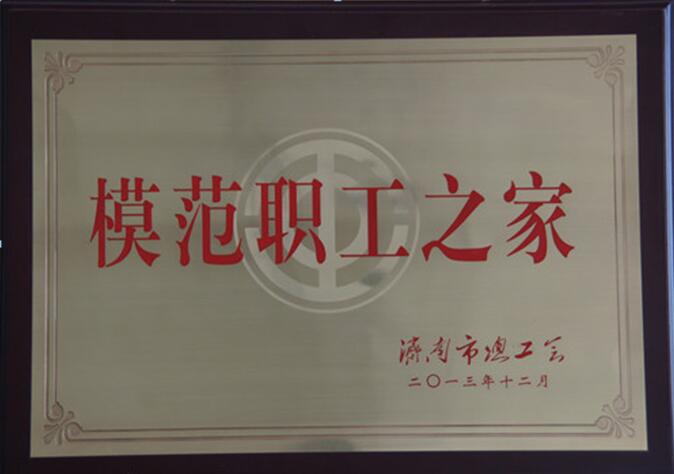 模范职工之家
济南市总工会
二〇一三年十二月